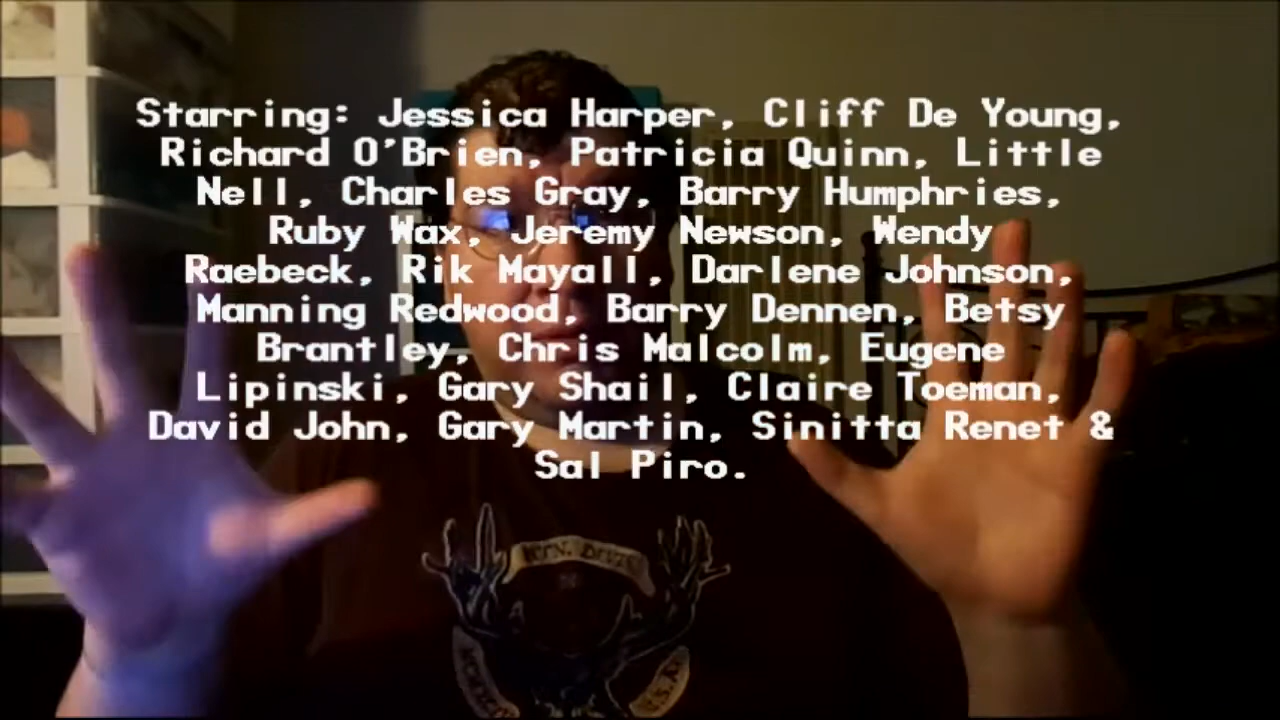 Starring: Jessica Harper, Cliff De Young,
Richard O'Brien, Patricia Quinn, Little
Nell, Charles Gray, Barry Humphries,
Ruby Wax, Jeremy Newson, Wendy
Raebeck, Rik Mayall, Darlene Johnson,
Manning Redwood, Barry Dennen, Betsy
Brantley, Chris Malcolm, Eugene
Lipinski, Gary Shail, Claire Toeman,
David John, Gary Martin, Sinitta Renet &
Sal Piro.